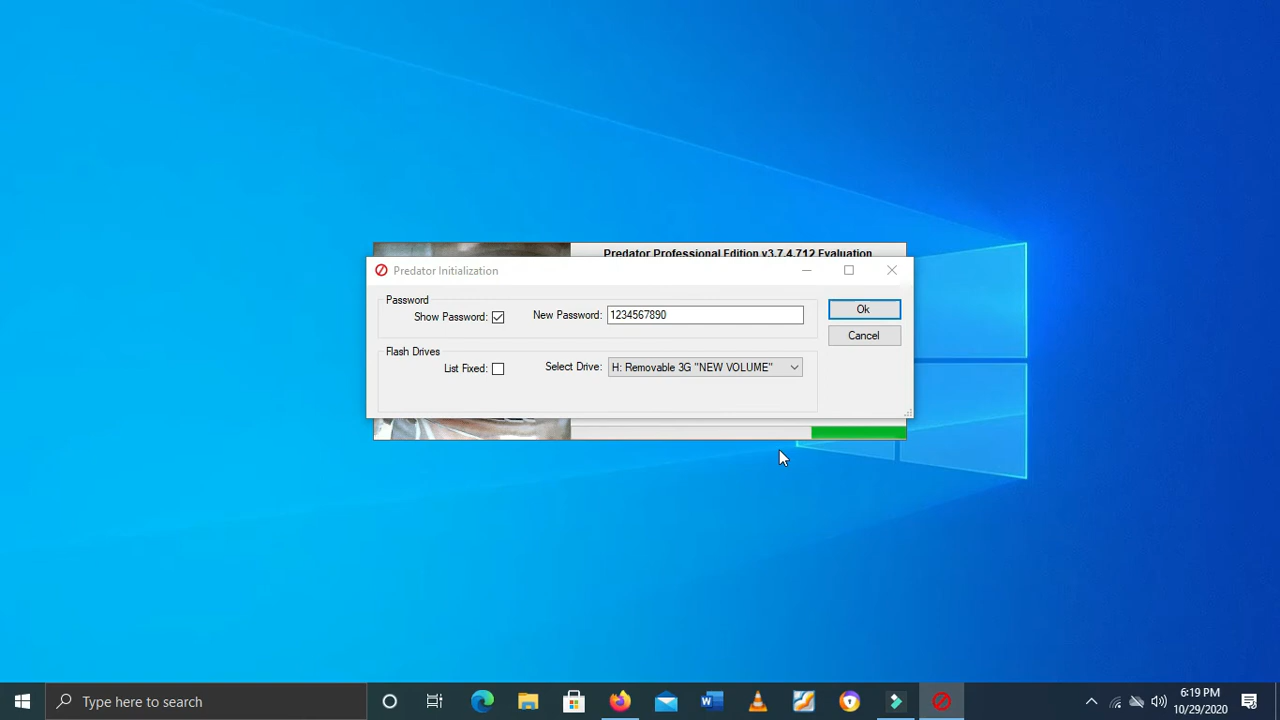 Predator Professional Edition v3.7.4.712 Evaluation
Predator Initialization
Password
Show Password:
New Password:
1234567890
Ok
Cancel
Flash Drives
List Fixed:
Select Drive:
H: Removable 3G "NEW VOLUME"
Type here to search
6:19 PM
10/29/2020